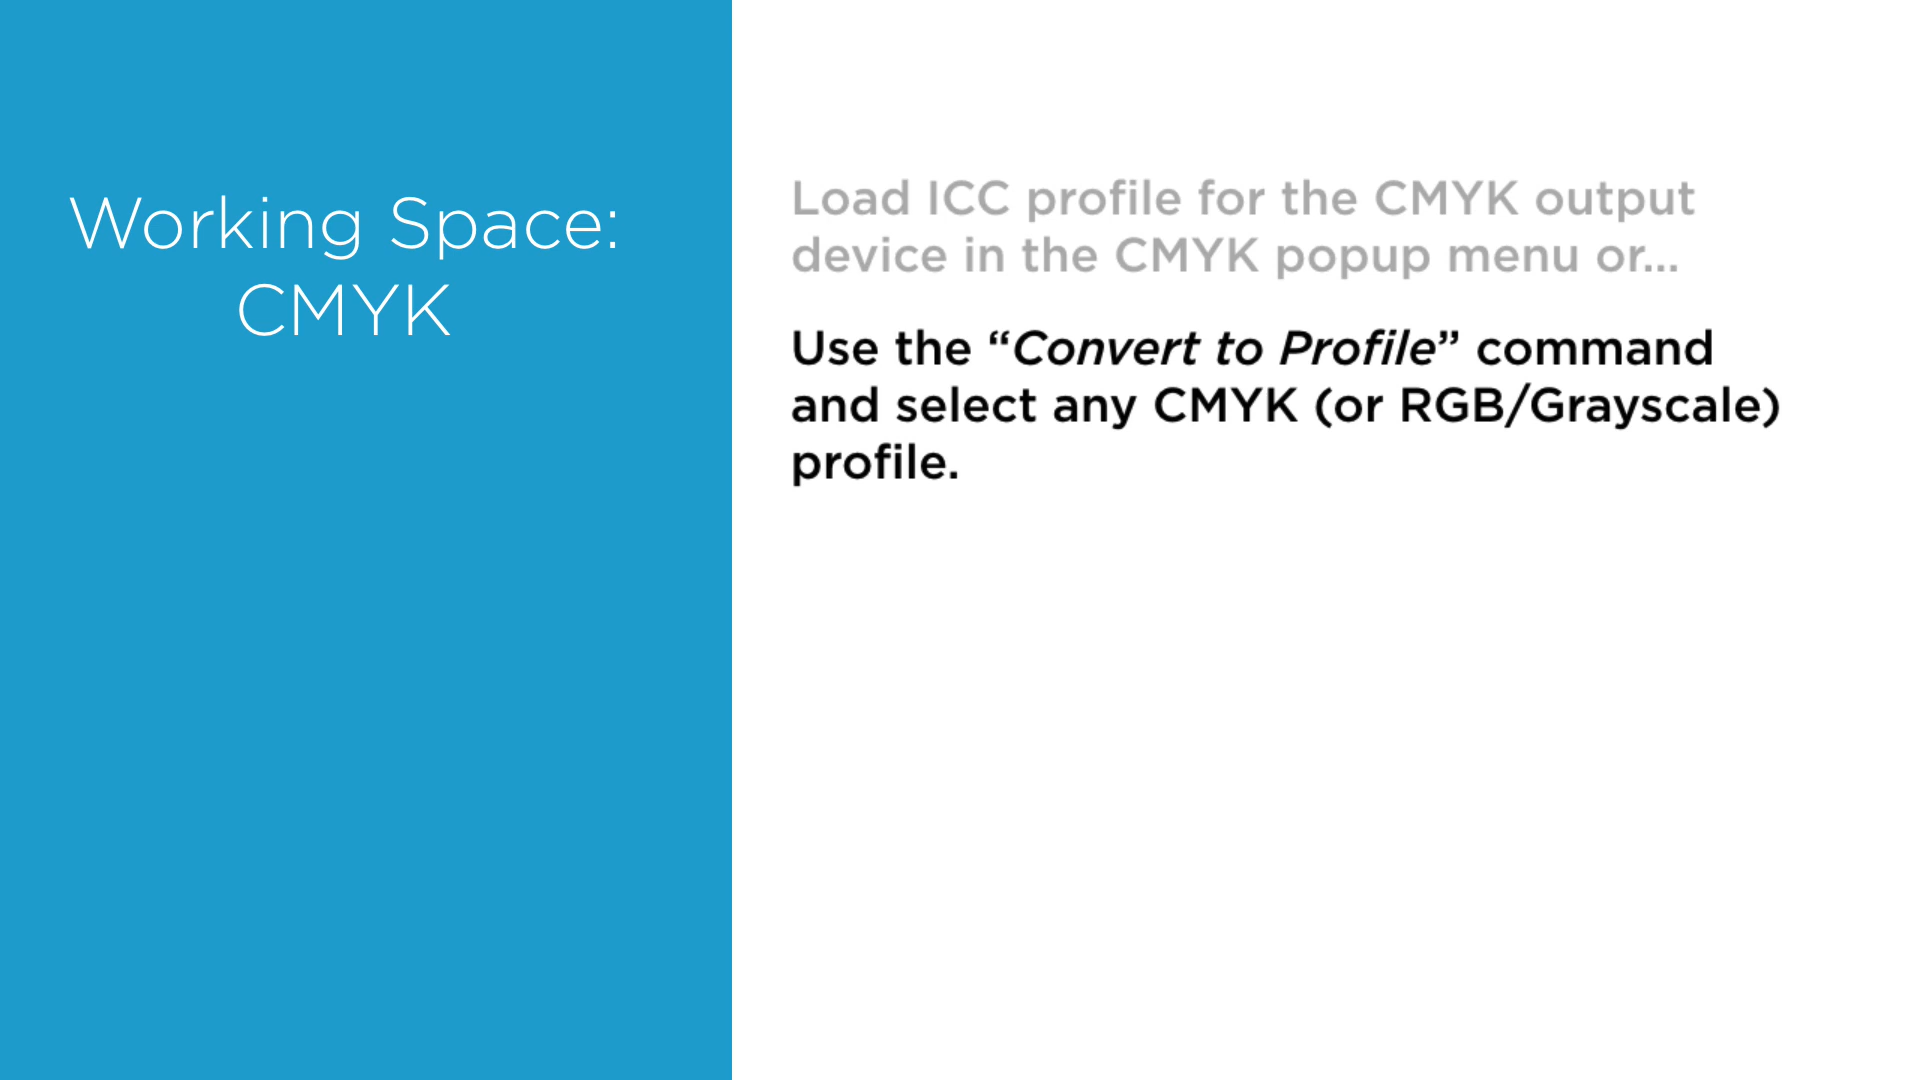 Working Space:
CMYK
Load ICC profile for the CMYK output
device in the CMYK popup menu or...
Use the “Convert to Profile” command
and select any CMYK (or RGB/Grayscale)
profile.